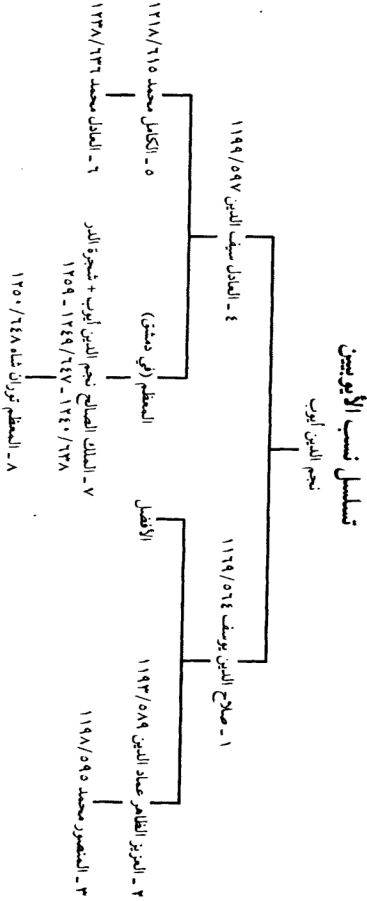 تسلسل نسب الأيوبيين
نجم الدين أيوب
١ - صلاح الدين يوسف ١١٦٩/٥٦٤
٤ - العادل سيف الدين ١١٩٩/٥٩٧
٢ - العزيز الظاهر عماد الدين ١١٩٣/٥٨٩
الأفضل
المعظم (في دمشق)
٥ - الكامل محمد ١٢١٨/٦١٥
٣ - المنصور محمد ١١٩٨/٥٩٥
٧ - الملك الصالح نجم الدين أيوب + شجرة الدر
١٢٤٠/٦٣٨ - ١٢٤٩/٦٤٧ - ١٢٥٩
٦ - العادل محمد ١٢٣٨/٦٣٦
٨ - المعظم توران شاه ١٢٥٠/٦٤٨